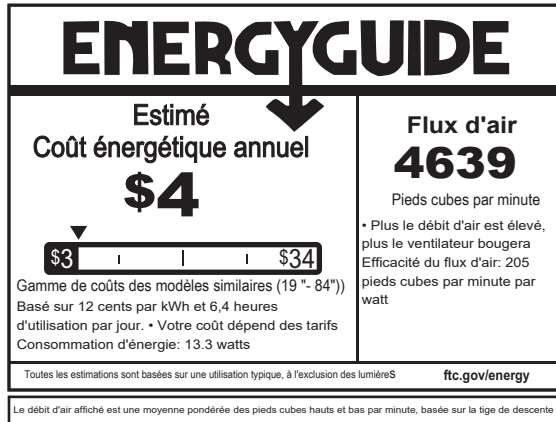 ENERGYGUIDE
Estimé
Coût énergétique annuel
$4
$3
$34
Gamme de coûts des modèles similaires (19 "- 84"))
Basé sur 12 cents par kWh et 6,4 heures
d'utilisation par jour. • Votre coût dépend des tarifs
Consommation d'énergie: 13.3 watts
Flux d'air
4639
Pieds cubes par minute
• Plus le débit d'air est élevé,
plus le ventilateur bougera
Efficacité du flux d'air: 205
pieds cubes par minute par
watt
Toutes les estimations sont basées sur une utilisation typique, à l'exclusion des lumièreS
ftc.gov/energy
Le débit d'air affiché est une moyenne pondérée des pieds cubes hauts et bas par minute, basée sur la tige de descente